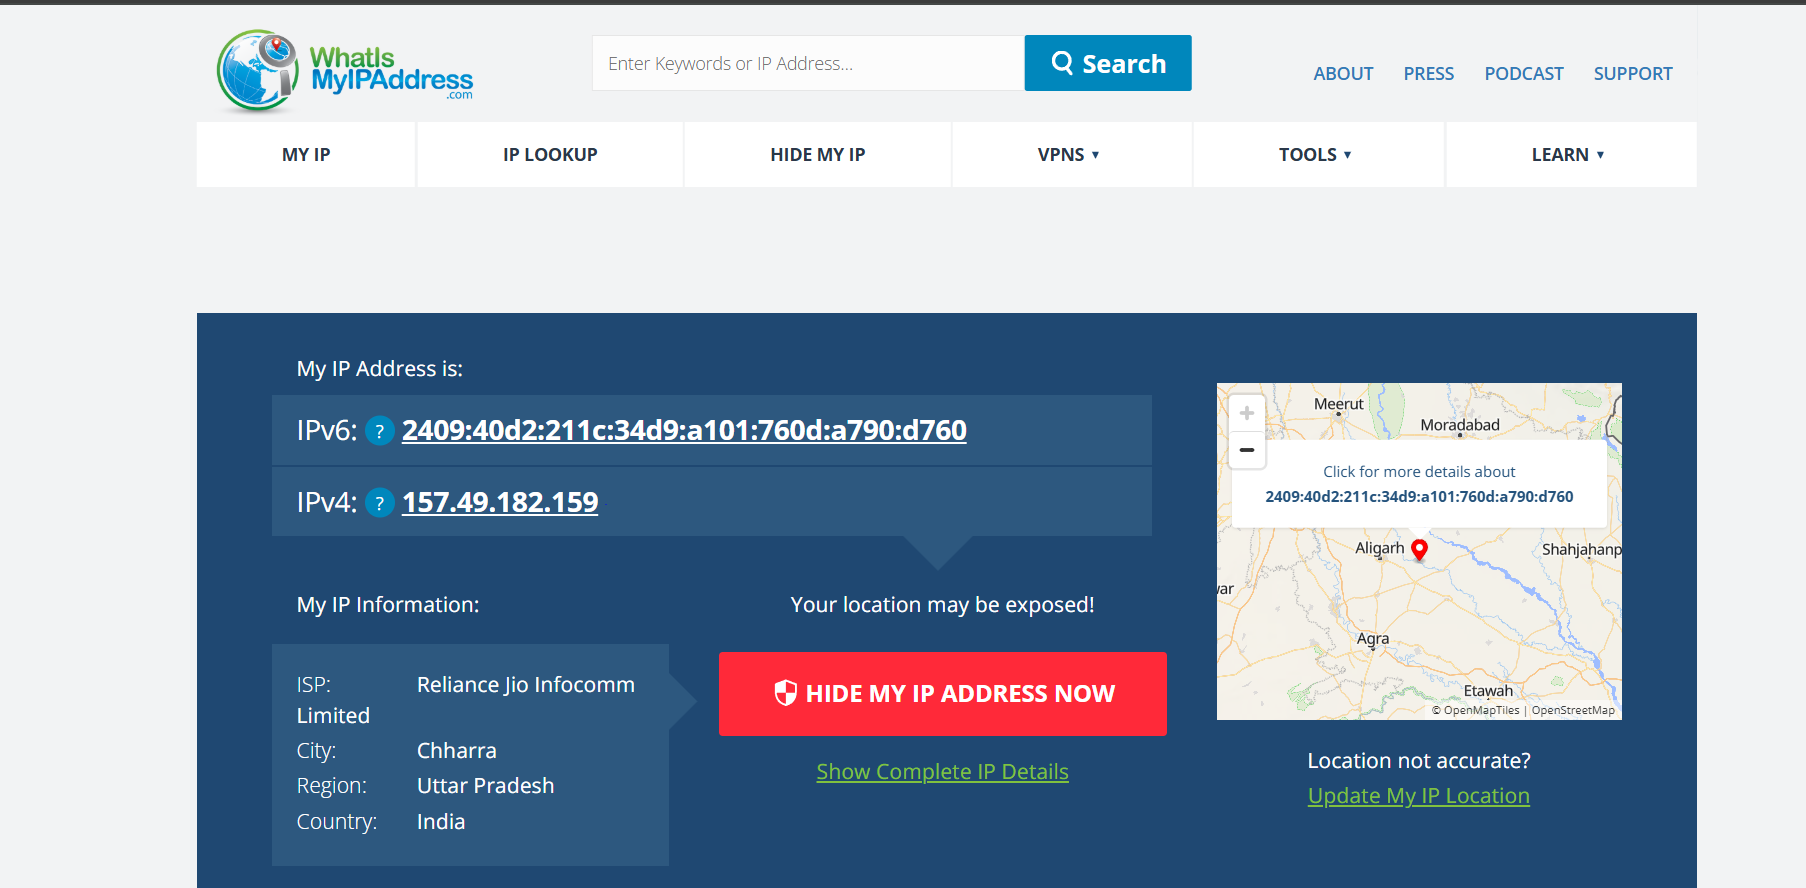 WhatIs
MyIPAddress
.com
Enter Keywords or IP Address...
Search
ABOUT PRESS PODCAST SUPPORT
MY IP IP LOOKUP HIDE MY IP VPNS ▼ TOOLS ▼ LEARN ▼
My IP Address is:
IPv6: ? 2409:40d2:211c:34d9:a101:760d:a790:d760
IPv4: ? 157.49.182.159
My IP Information:
ISP: Reliance Jio Infocomm
Limited
City: Chharra
Region: Uttar Pradesh
Country: India
Your location may be exposed!
HIDE MY IP ADDRESS NOW
Show Complete IP Details
+
−
Meerut
Moradabad
Click for more details about
2409:40d2:211c:34d9:a101:760d:a790:d760
Aligarh
Shahjahanp
var
Agra
Etawah
© OpenMapTiles | OpenStreetMap
Location not accurate?
Update My IP Location